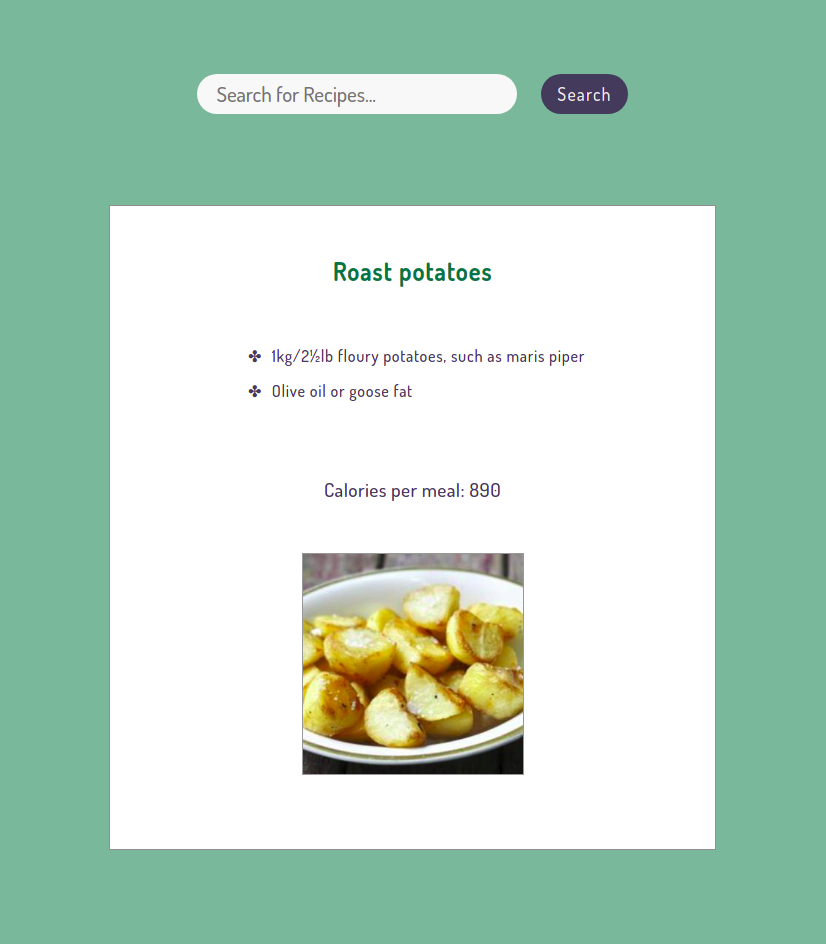 Search for Recipes...
Search
Roast potatoes
✤ 1kg/2½lb floury potatoes, such as maris piper
✤ Olive oil or goose fat
Calories per meal: 890